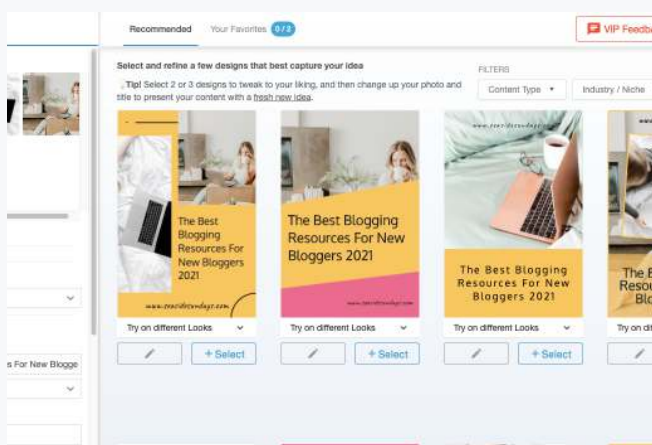 Recommended
Your Favorites
0/2
VIP Feedba
Select and refine a few designs that best capture your idea
Tip! Select 2 or 3 designs to tweak to your liking, and then change up your photo and
title to present your content with a fresh new idea.
FILTERS
Content Type
Industry / Niche
The Best
Blogging
Resources For
New Bloggers
2021
The Best Blogging
Resources For New
Bloggers 2021
The Best Blogging
Resources For New
Bloggers 2021
The B
Resou
Blo
Try on different Looks
Try on different Looks
Try on different Looks
Try on di
+ Select
+ Select
+ Select
s For New Blogge